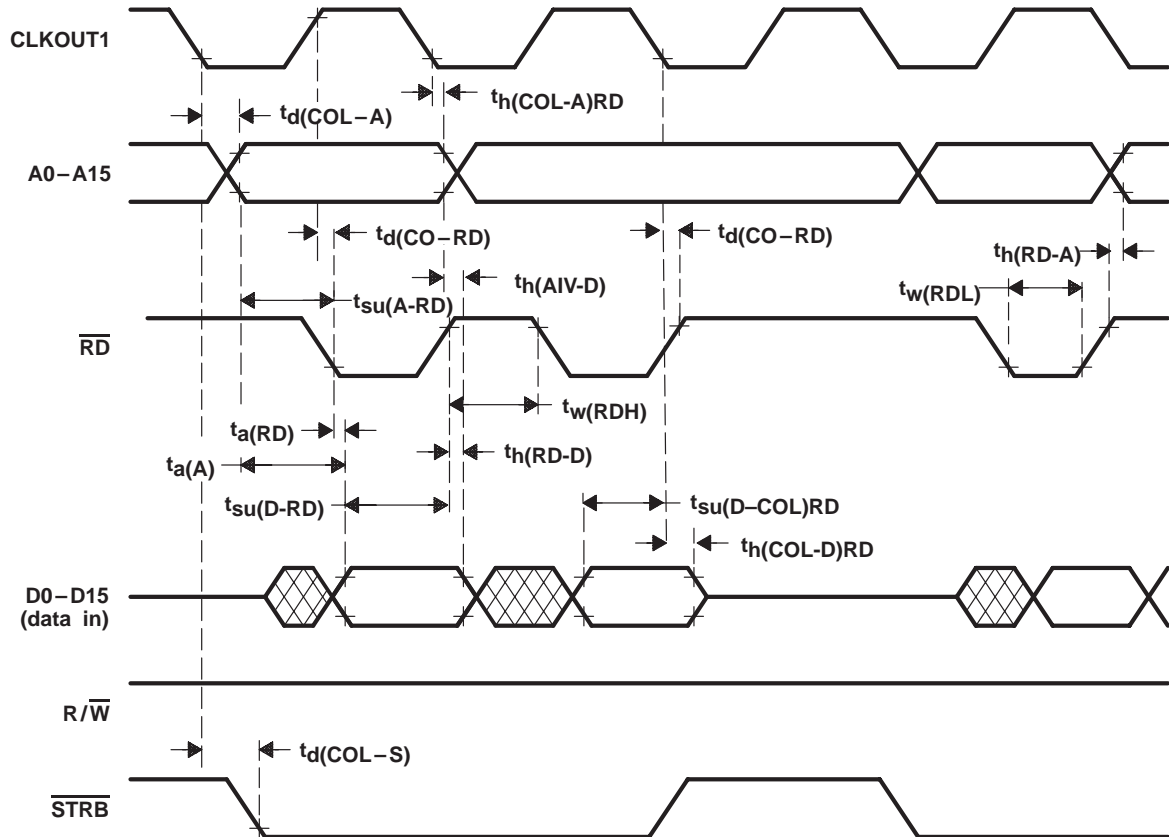 CLKOUT1
th(COL-A)RD
td(COL–A)
A0–A15
td(CO–RD)
td(CO–RD)
th(RD-A)
th(AIV-D)
tsu(A-RD)
tw(RDL)
RD
tw(RDH)
ta(RD)
th(RD-D)
ta(A)
tsu(D-RD)
tsu(D–COL)RD
th(COL-D)RD
D0–D15
(data in)
R/W
td(COL–S)
STRB